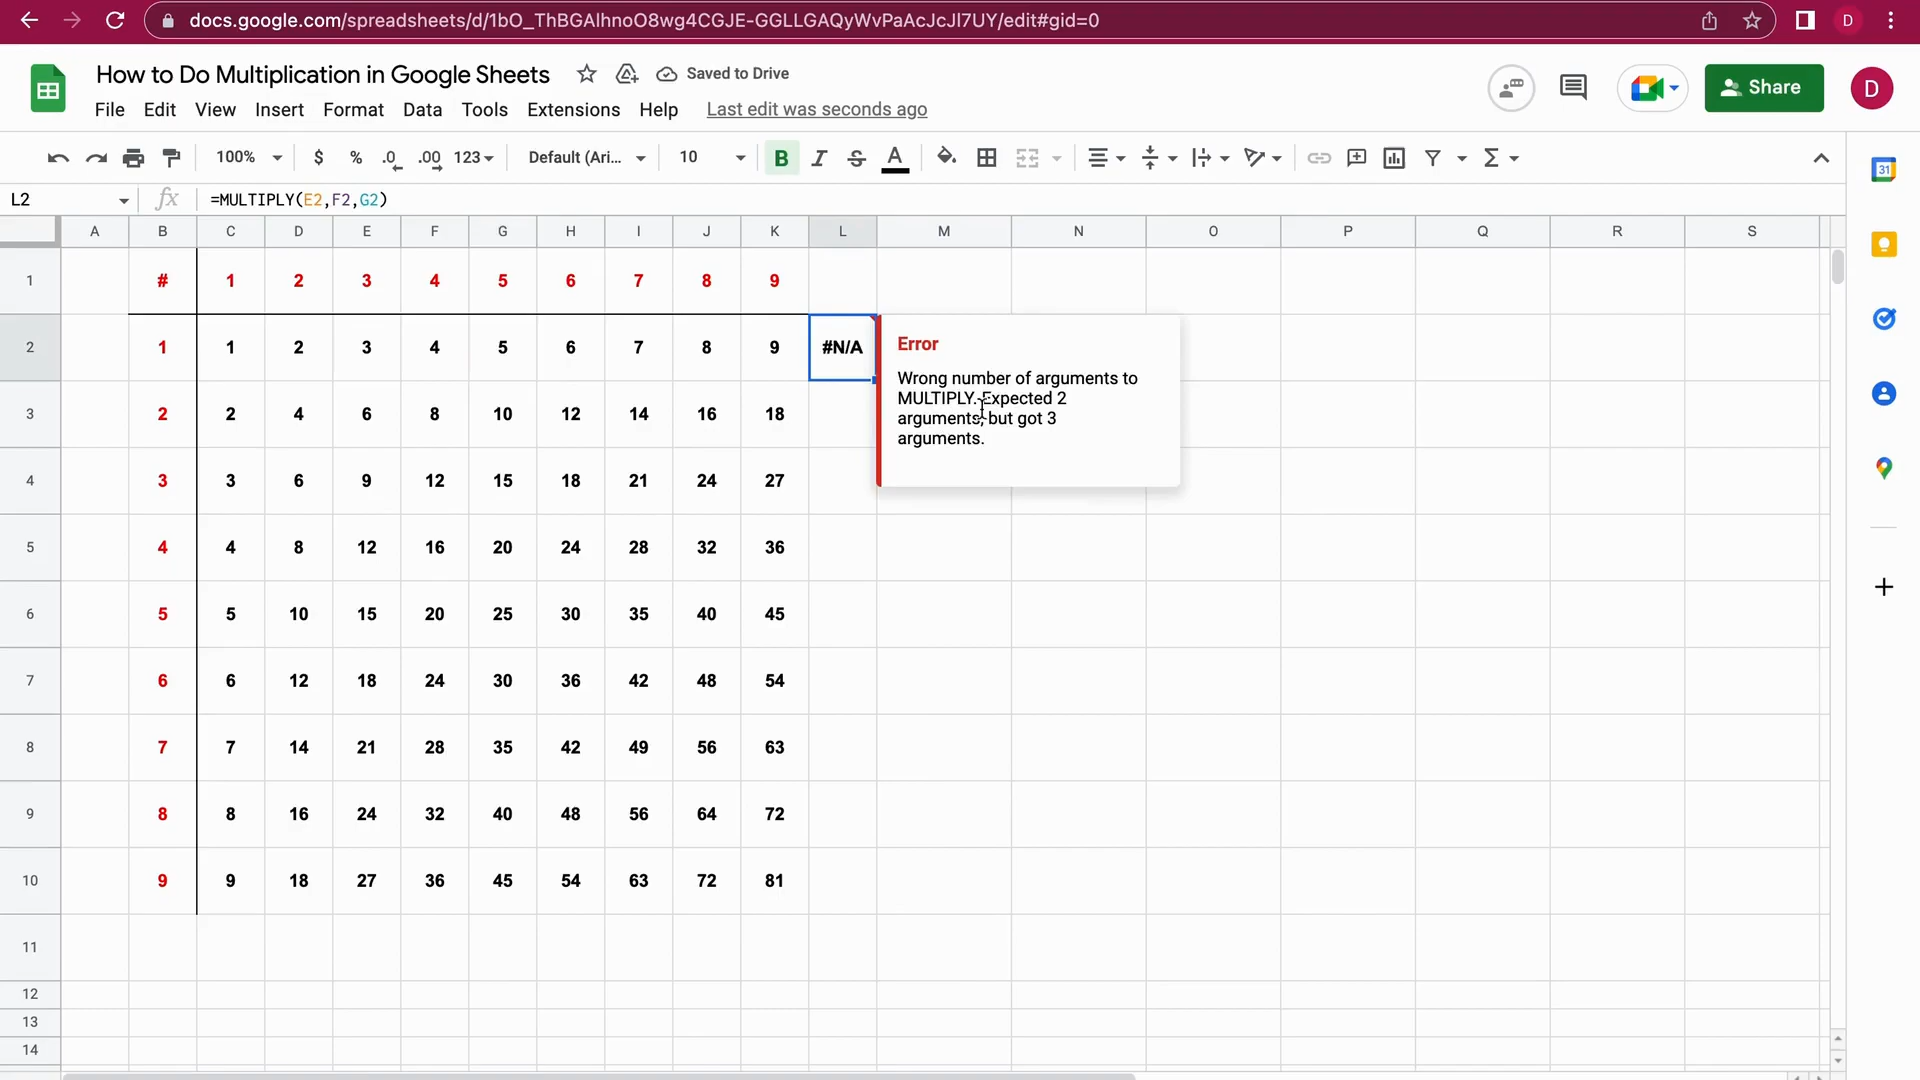 docs.google.com/spreadsheets/d/1bO_ThBGAlhnoO8wg4CGJE-GGLLGAQyWvPaAcJcJl7UY/edit#gid=0
D
How to Do Multiplication in Google Sheets
Saved to Drive
File Edit View Insert Format Data Tools Extensions Help Last edit was seconds ago
Share
D
100% $ % .0 .00 123 Default (Ari... 10 B I S A Σ
31
L2 fx =MULTIPLY(E2,F2,G2)
A B C D E F G H I J K L M N O P Q R S
1 # 1 2 3 4 5 6 7 8 9
2 1 1 2 3 4 5 6 7 8 9 #N/A
Error
Wrong number of arguments to
MULTIPLY. Expected 2
arguments, but got 3
arguments.
3 2 2 4 6 8 10 12 14 16 18
4 3 3 6 9 12 15 18 21 24 27
5 4 4 8 12 16 20 24 28 32 36
6 5 5 10 15 20 25 30 35 40 45
7 6 6 12 18 24 30 36 42 48 54
8 7 7 14 21 28 35 42 49 56 63
9 8 8 16 24 32 40 48 56 64 72
10 9 9 18 27 36 45 54 63 72 81
11
12
13
14